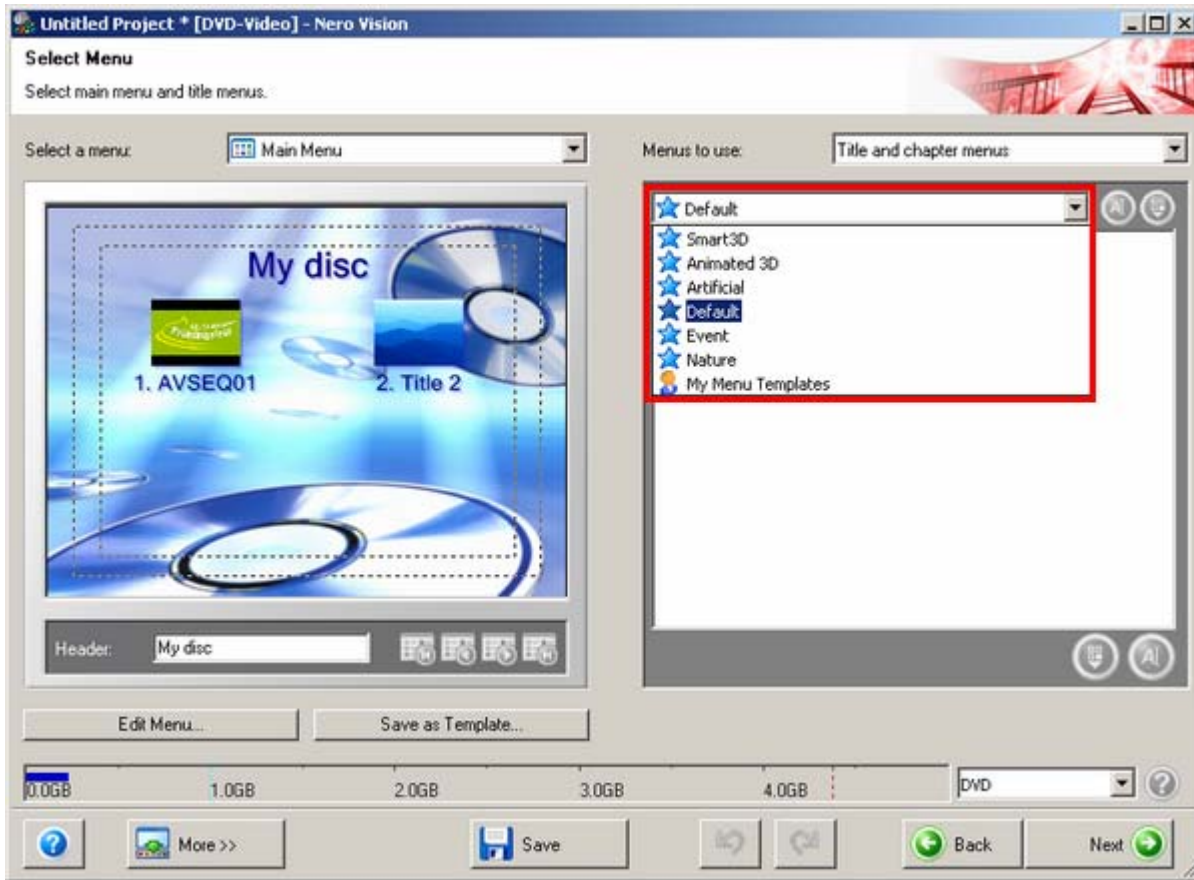 Untitled Project * [DVD-Video] - Nero Vision
Select Menu
Select main menu and title menus.
Select a menu: Main Menu
Menus to use: Title and chapter menus
My disc
1. AVSEQ01 2. Title 2
Header: My disc
Default
Smart3D
Animated 3D
Artificial
Default
Event
Nature
My Menu Templates
Edit Menu... Save as Template...
0.0GB 1.0GB 2.0GB 3.0GB 4.0GB DVD
More >> Save Back Next